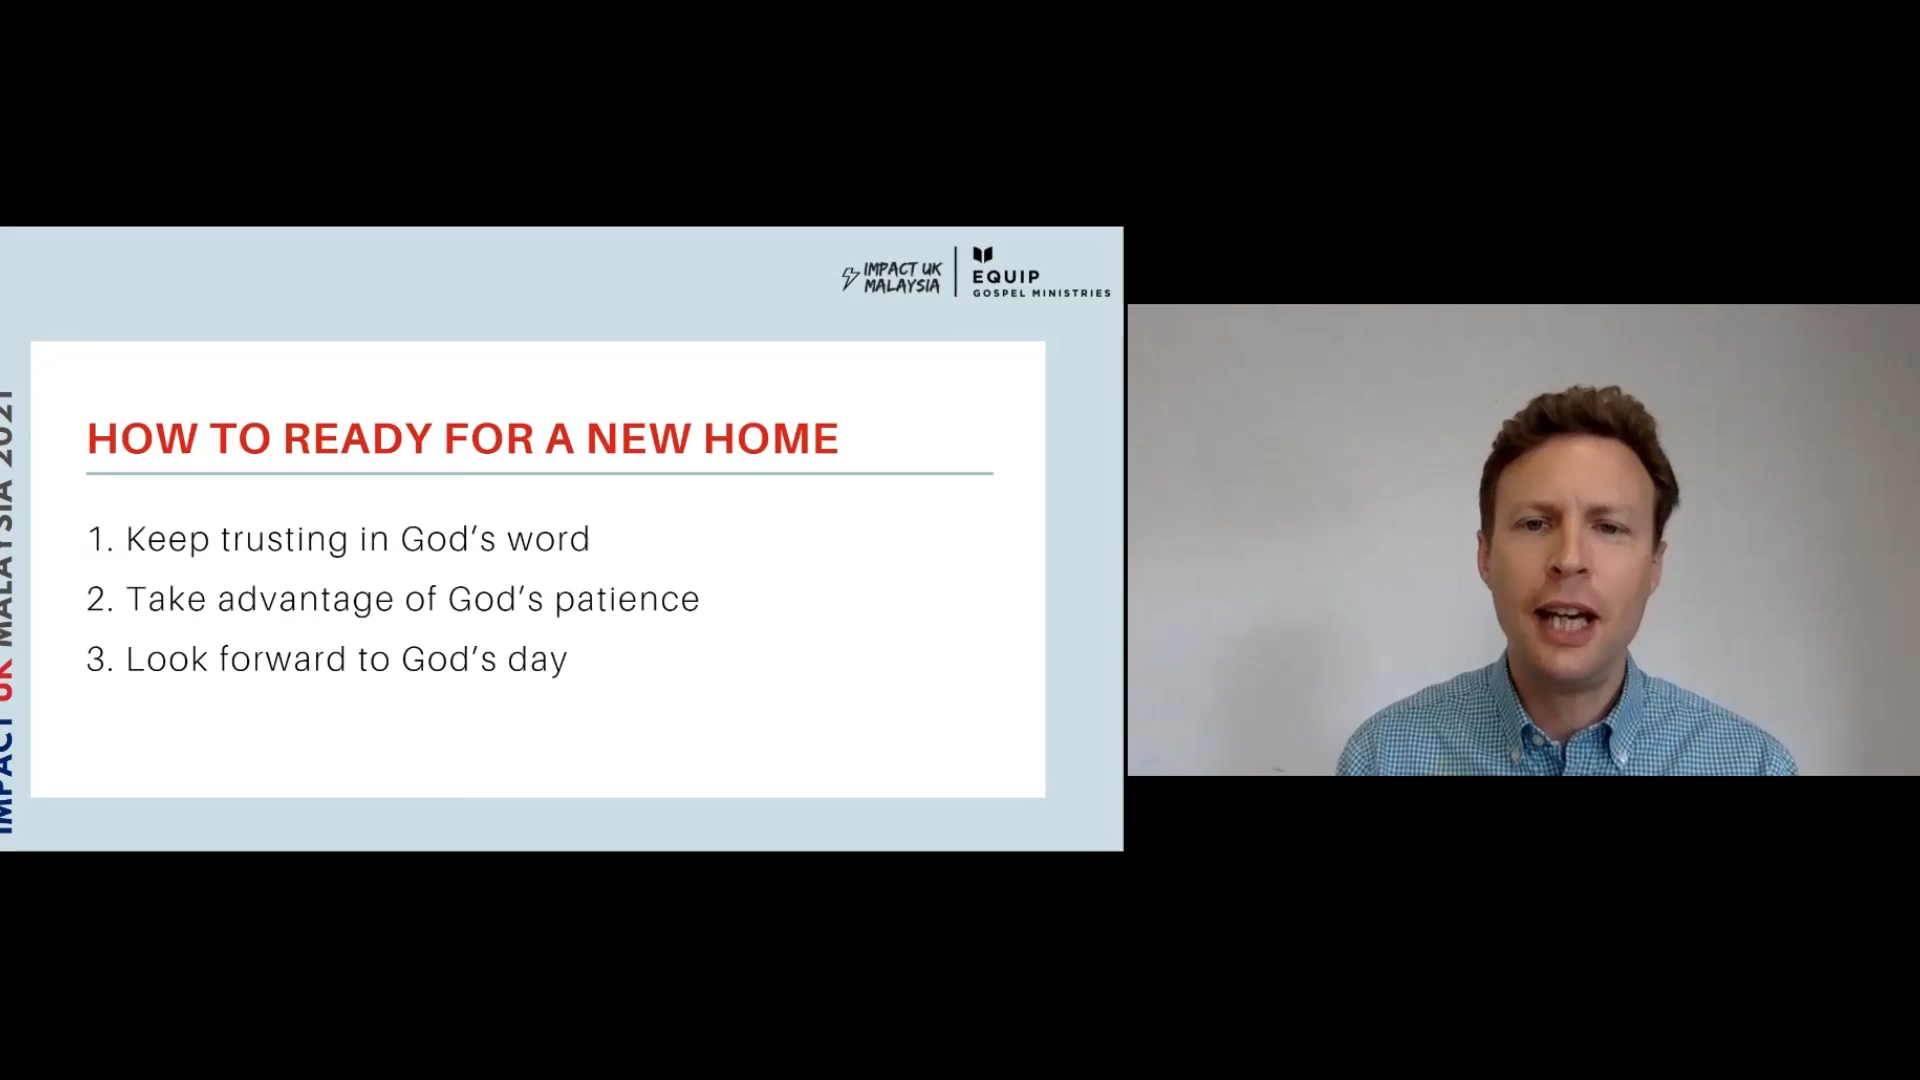 IMPACT UK
MALAYSIA
EQUIP
GOSPEL MINISTRIES
HOW TO READY FOR A NEW HOME
1. Keep trusting in God's word
2. Take advantage of God's patience
3. Look forward to God's day
IMPACT UK MALAYSIA 2021